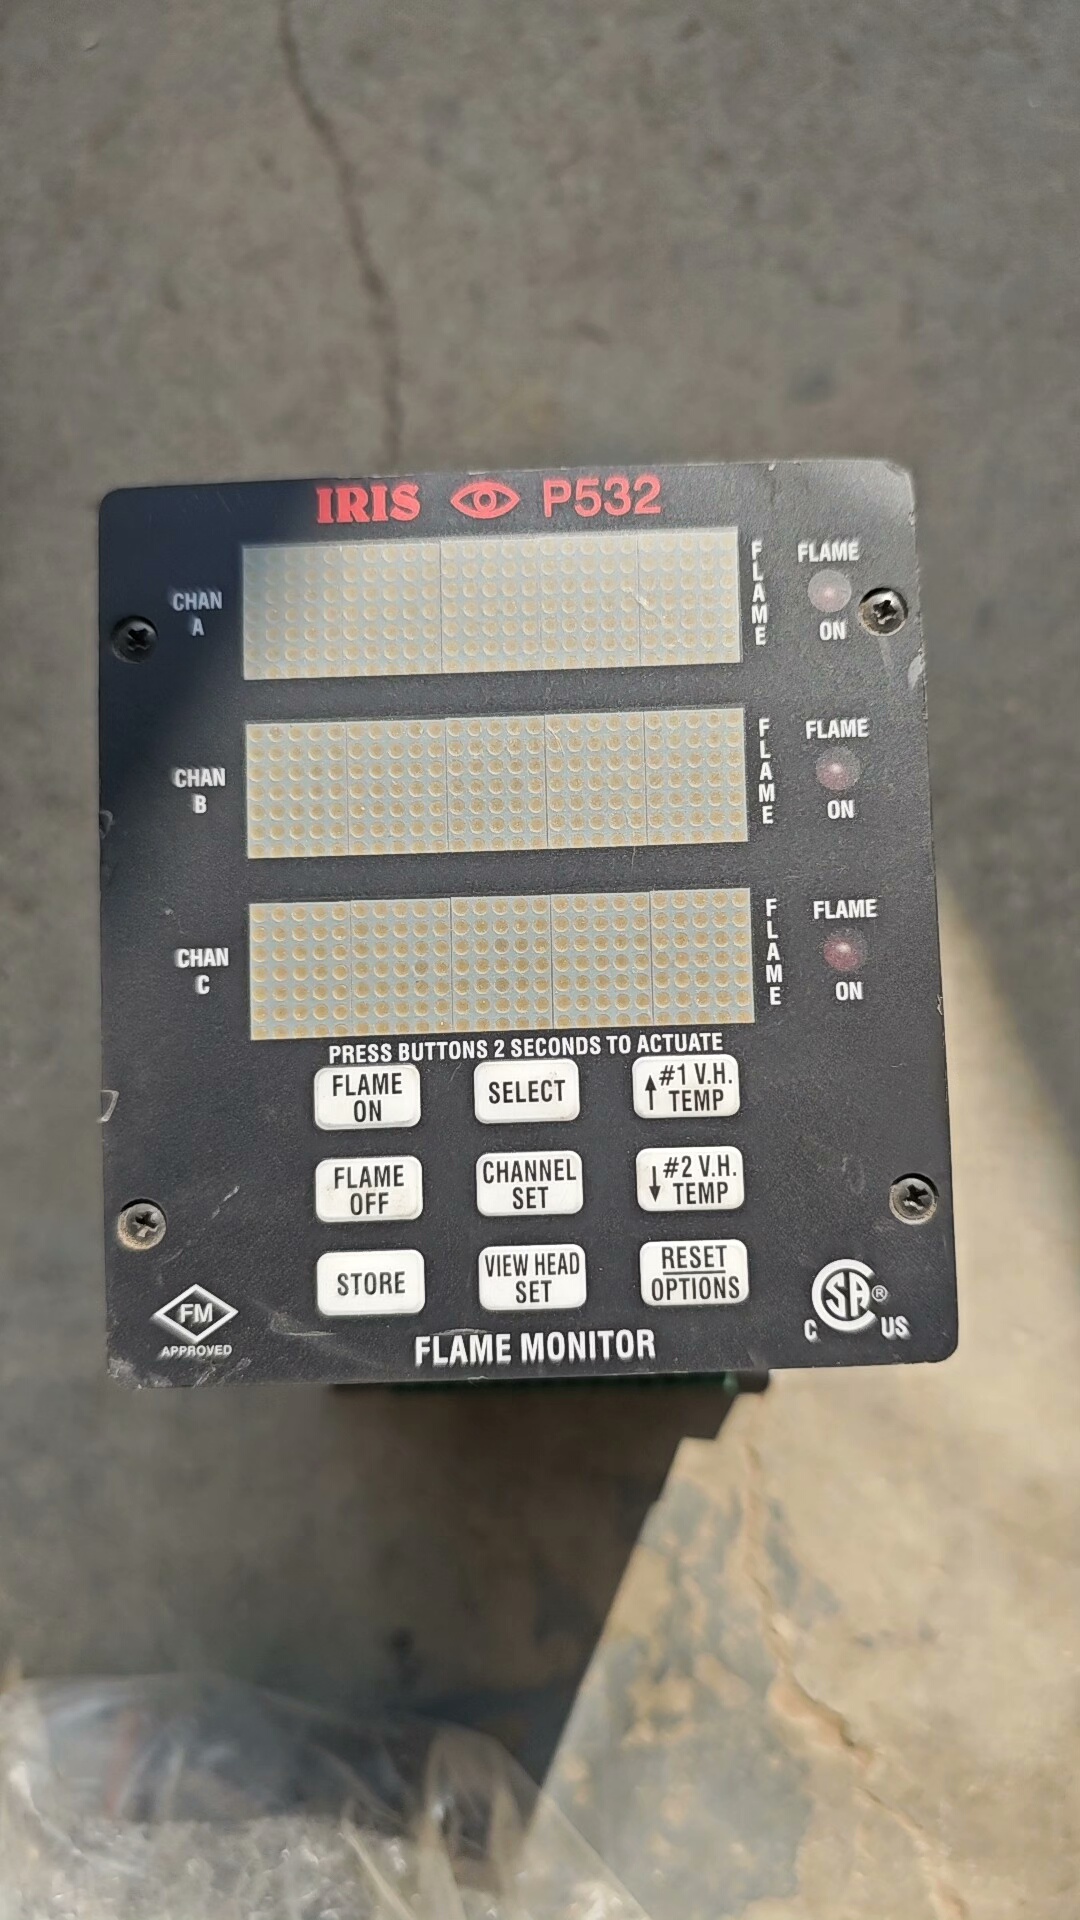 IRIS P532
CHAN
A
FLAME
FLAME
ON
CHAN
B
FLAME
FLAME
ON
CHAN
C
FLAME
FLAME
ON
PRESS BUTTONS 2 SECONDS TO ACTUATE
FLAME
ON
SELECT
↑ #1 V.H.
TEMP
FLAME
OFF
CHANNEL
SET
↓ #2 V.H.
TEMP
STORE
VIEW HEAD
SET
RESET
OPTIONS
FM
APPROVED
FLAME MONITOR
C SA ® US